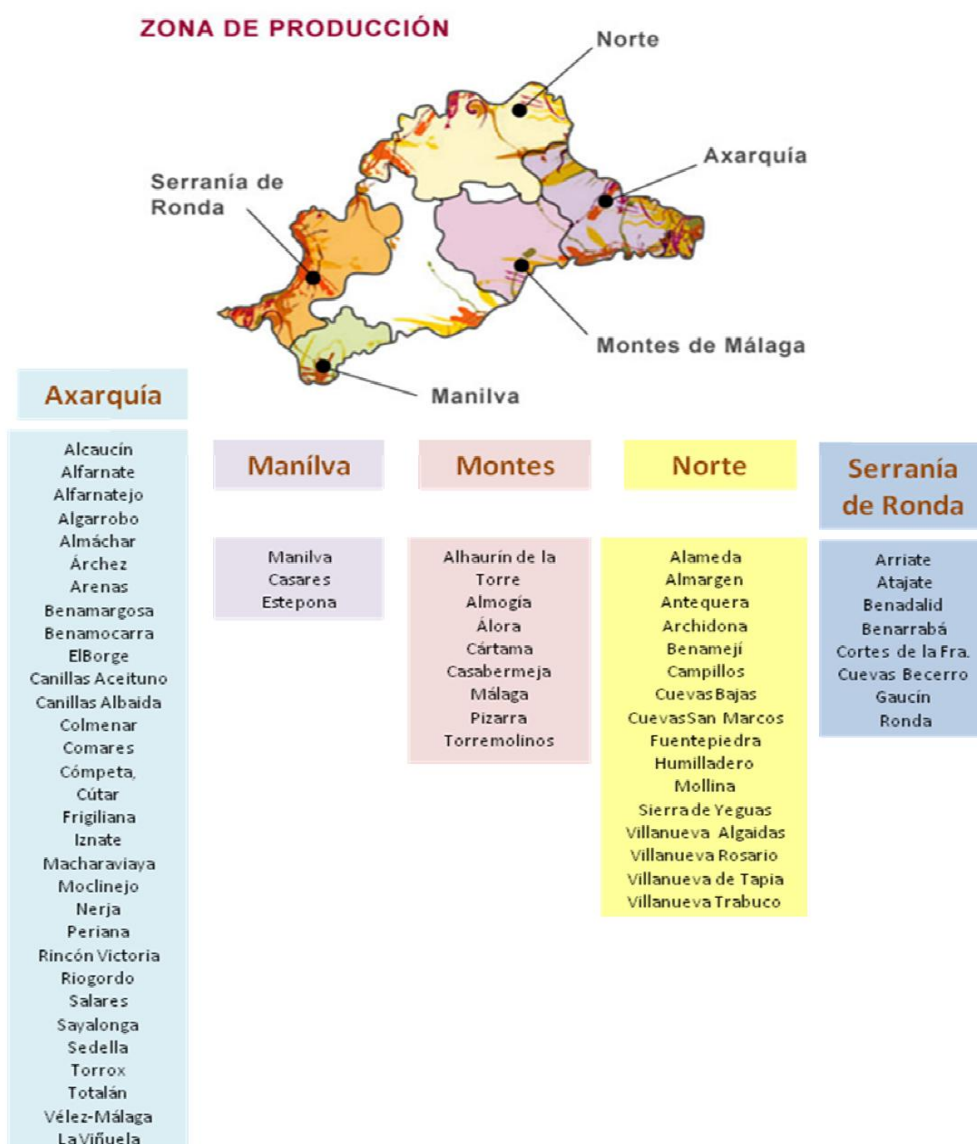 ZONA DE PRODUCCIÓN
Norte
Axarquía
Serranía de
Ronda
Montes de Málaga
Manilva
Axarquía
Alcaucín
Alfarnate
Alfarnatejo
Algarrobo
Almáchar
Árchez
Arenas
Benamargosa
Benamocarra
ElBorge
Canillas Aceituno
Canillas Albaida
Colmenar
Comares
Cómpeta,
Cútar
Frigiliana
Iznate
Macharaviaya
Moclinejo
Nerja
Periana
Rincón Victoria
Riogordo
Salares
Sayalonga
Sedella
Torrox
Totalán
Vélez-Málaga
La Viñuela
Manílva
Manilva
Casares
Estepona
Montes
Alhaurín de la
Torre
Almogía
Álora
Cártama
Casabermeja
Málaga
Pizarra
Torremolinos
Norte
Alameda
Almargen
Antequera
Archidona
Benamejí
Campillos
Cuevas Bajas
Cuevas San Marcos
Fuentepiedra
Humilladero
Mollina
Sierra de Yeguas
Villanueva Algaidas
Villanueva Rosario
Villanueva de Tapia
Villanueva Trabuco
Serranía
de Ronda
Arriate
Atajate
Benadalid
Benarrabá
Cortes de la Fra.
Cuevas Becerro
Gaucín
Ronda